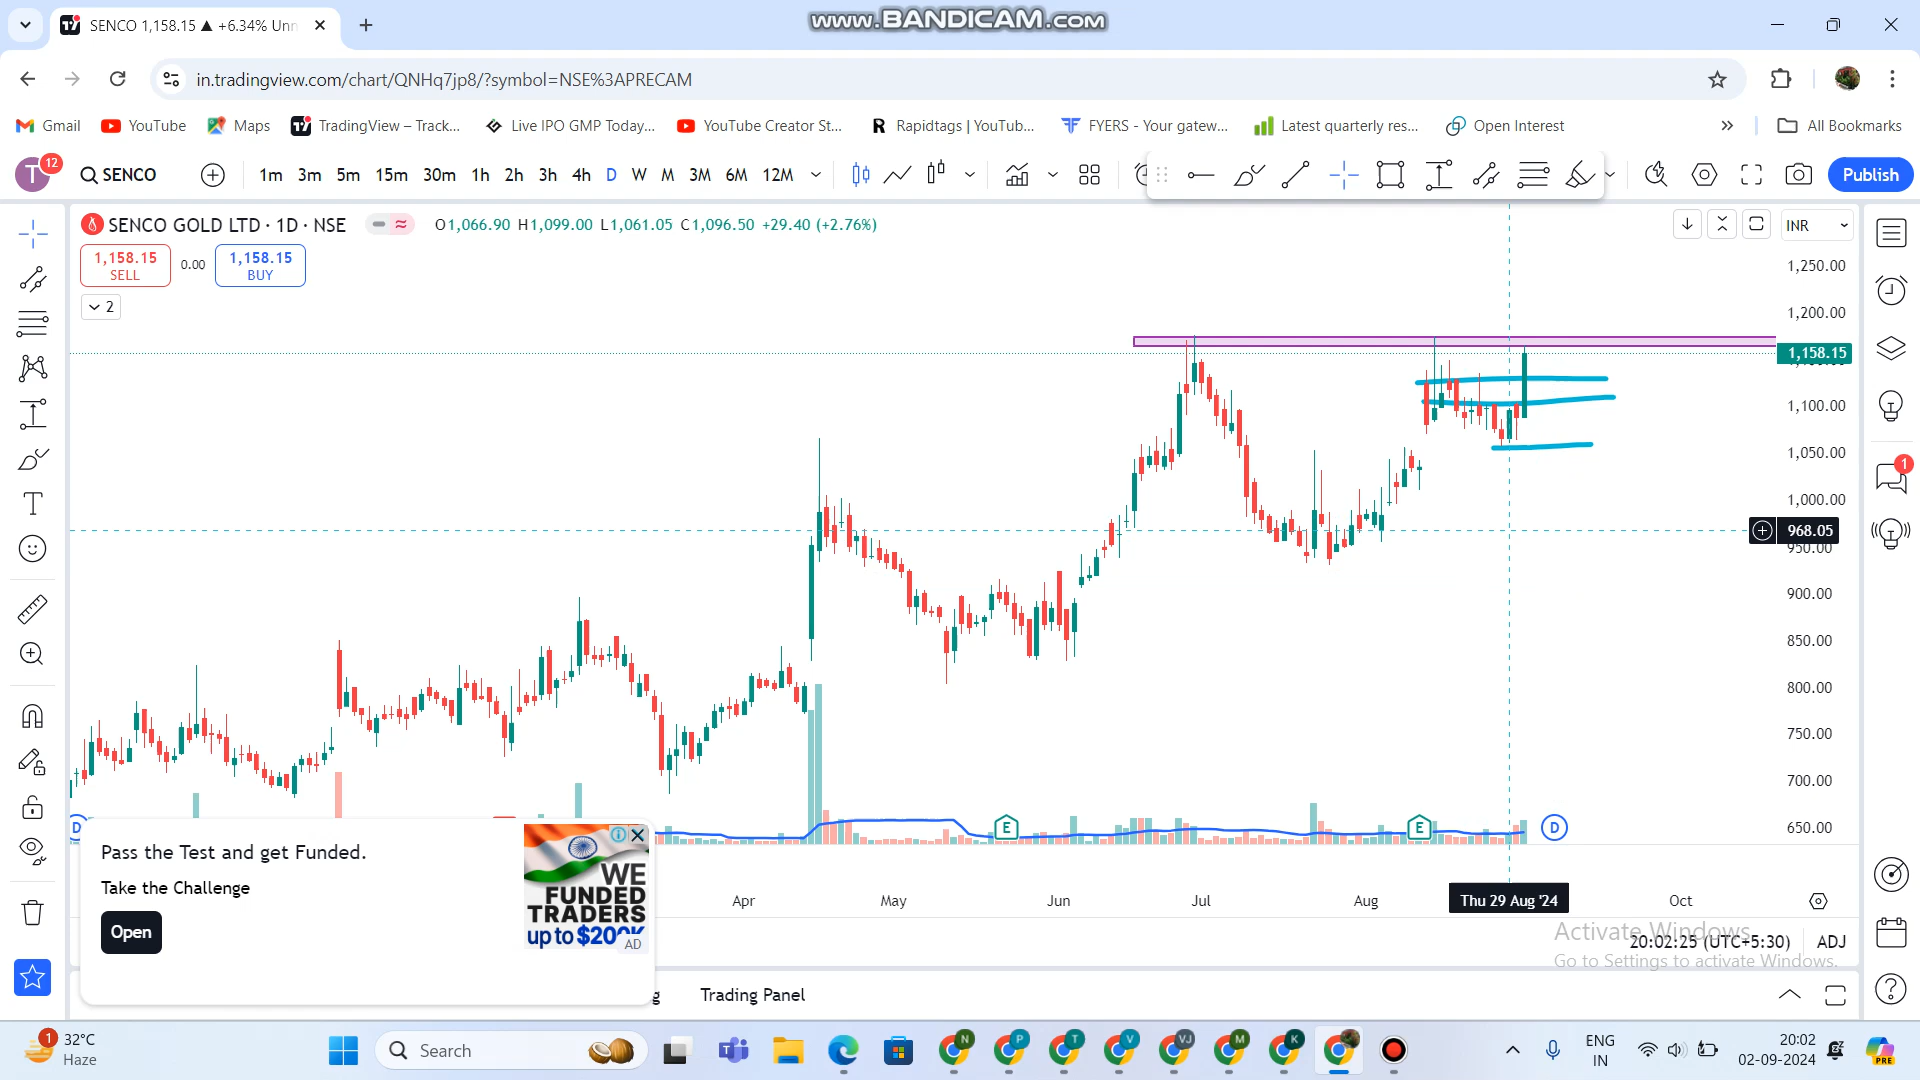 www.BANDICAM.com
SENCO 1,158.15 ▲ +6.34% Unn
in.tradingview.com/chart/QNHq7jp8/?symbol=NSE%3APRECAM
Gmail
YouTube
Maps
TradingView – Track...
Live IPO GMP Today...
YouTube Creator St...
Rapidtags | YouTub...
FYERS - Your gatew...
Latest quarterly res...
Open Interest
»
All Bookmarks
T
12
SENCO
1m 3m 5m 15m 30m 1h 2h 3h 4h D W M 3M 6M 12M
Publish
SENCO GOLD LTD · 1D · NSE
O1,066.90 H1,099.00 L1,061.05 C1,096.50 +29.40 (+2.76%)
INR
1,158.15
SELL
0.00
1,158.15
BUY
2
1,250.00
1,200.00
1,158.15
1,100.00
1,050.00
1,000.00
968.05
950.00
900.00
850.00
800.00
750.00
700.00
650.00
1
D
E
E
D
Pass the Test and get Funded.
Take the Challenge
Open
WE
FUNDED
TRADERS
up to $200K
AD
Apr
May
Jun
Jul
Aug
Thu 29 Aug '24
Oct
Activate Windows
20:02:25 (UTC+5:30)
ADJ
Go to Settings to activate Windows.
g
Trading Panel
1
32°C
Haze
Search
N
P
T
V
VJ
M
K
ENG
IN
20:02
02-09-2024
PRE